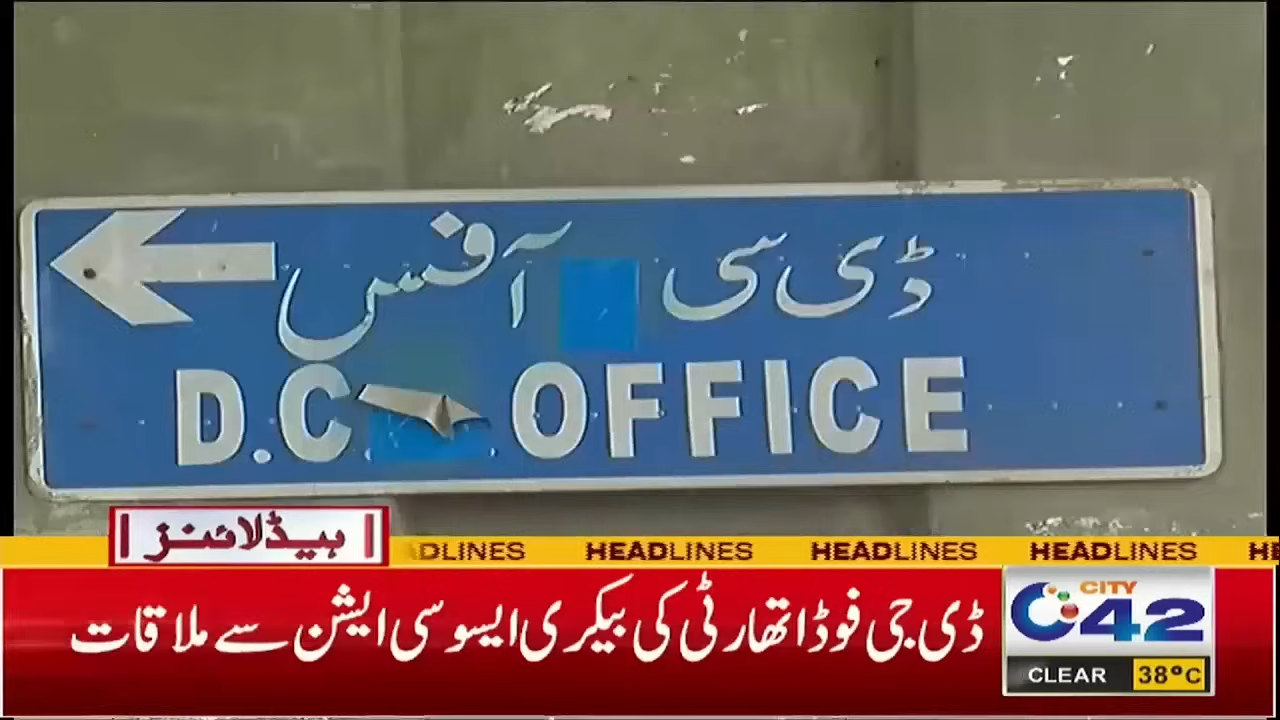 ڈی سی آفس
D.C. OFFICE
ہیڈلائنز
DLINES HEADLINES HEADLINES HEADLINES H
ڈی جی فوڈ اتھارٹی کی بیکری ایسوسی ایشن سے ملاقات
CITY
42
CLEAR 38°C